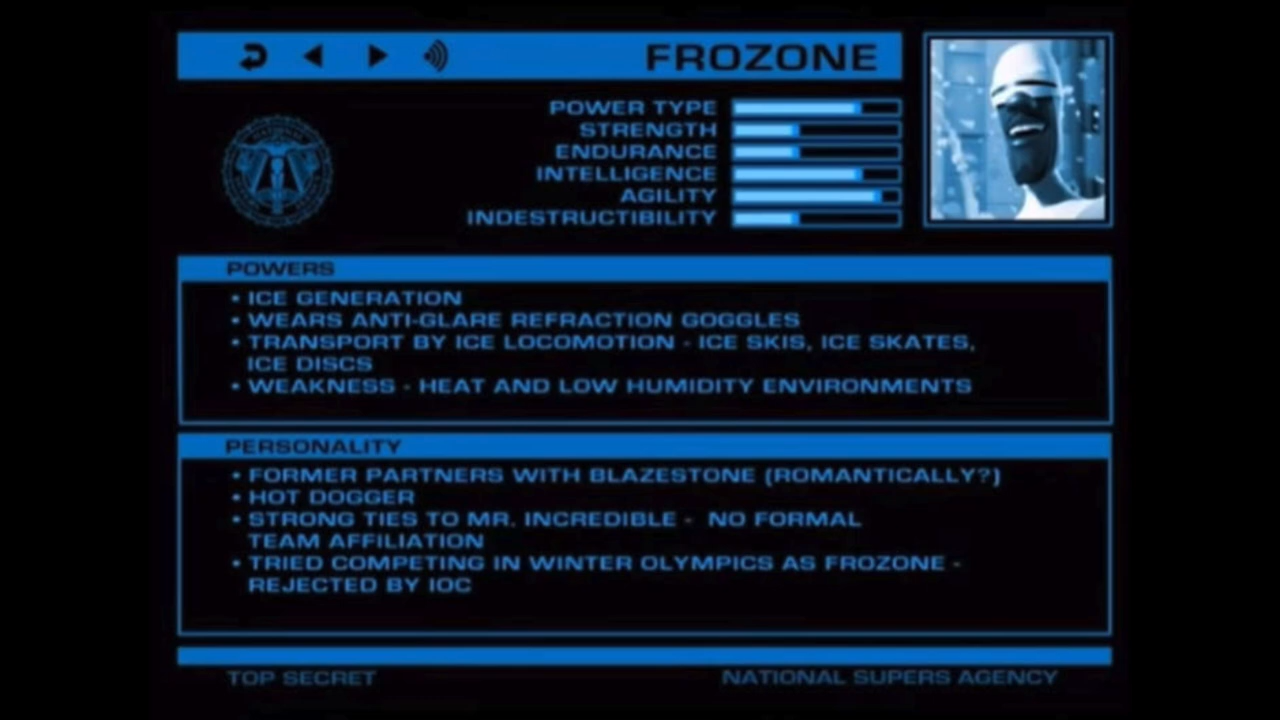 FROZONE
POWER TYPE
STRENGTH
ENDURANCE
INTELLIGENCE
AGILITY
INDESTRUCTIBILITY
POWERS
• ICE GENERATION
• WEARS ANTI-GLARE REFRACTION GOGGLES
• TRANSPORT BY ICE LOCOMOTION - ICE SKIS, ICE SKATES,
ICE DISCS
• WEAKNESS - HEAT AND LOW HUMIDITY ENVIRONMENTS
PERSONALITY
• FORMER PARTNERS WITH BLAZESTONE (ROMANTICALLY?)
• HOT DOGGER
• STRONG TIES TO MR. INCREDIBLE - NO FORMAL
TEAM AFFILIATION
• TRIED COMPETING IN WINTER OLYMPICS AS FROZONE -
REJECTED BY IOC
TOP SECRET
NATIONAL SUPERS AGENCY